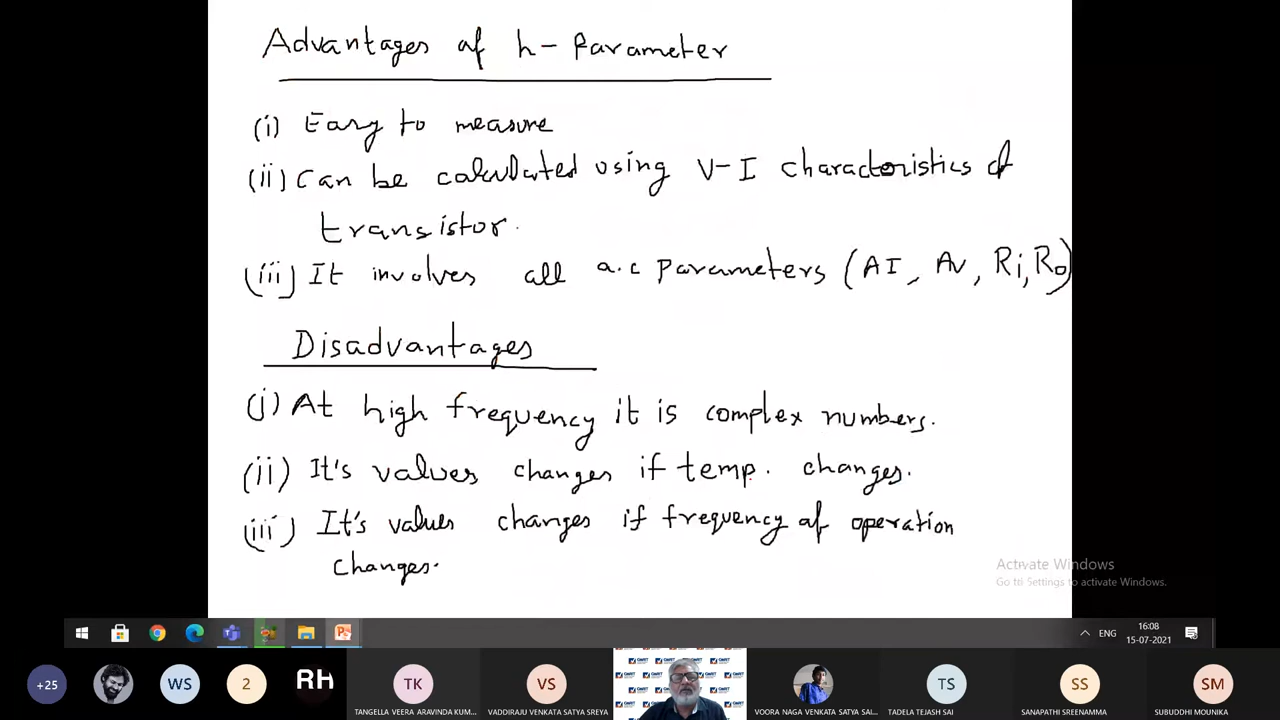 Advantages of h-Parameter
(i) Easy to measure
(ii) Can be calculated using V-I characteristics of
transistor.
(iii) It involves all a.c parameters (AI, Av, Ri, Ro)
Disadvantages
(i) At high frequency it is complex numbers.
(ii) It's values changes if temp. changes.
(iii) It's values changes if frequency of operation
changes.
Activate Windows
Go to Settings to activate Windows.
ENG
16:08
15-07-2021
+25
WS
2
RH
TK
TANGELLA VEERA ARAVINDA KUM...
VS
VADDIRAJU VENKATA SATYA SREYA
CMRIT
VOORA NAGA VENKATA SATYA SAI...
TS
TADELA TEJASH SAI
SS
SANAPATHI SREENAMMA
SM
SUBUDDHI MOUNIKA